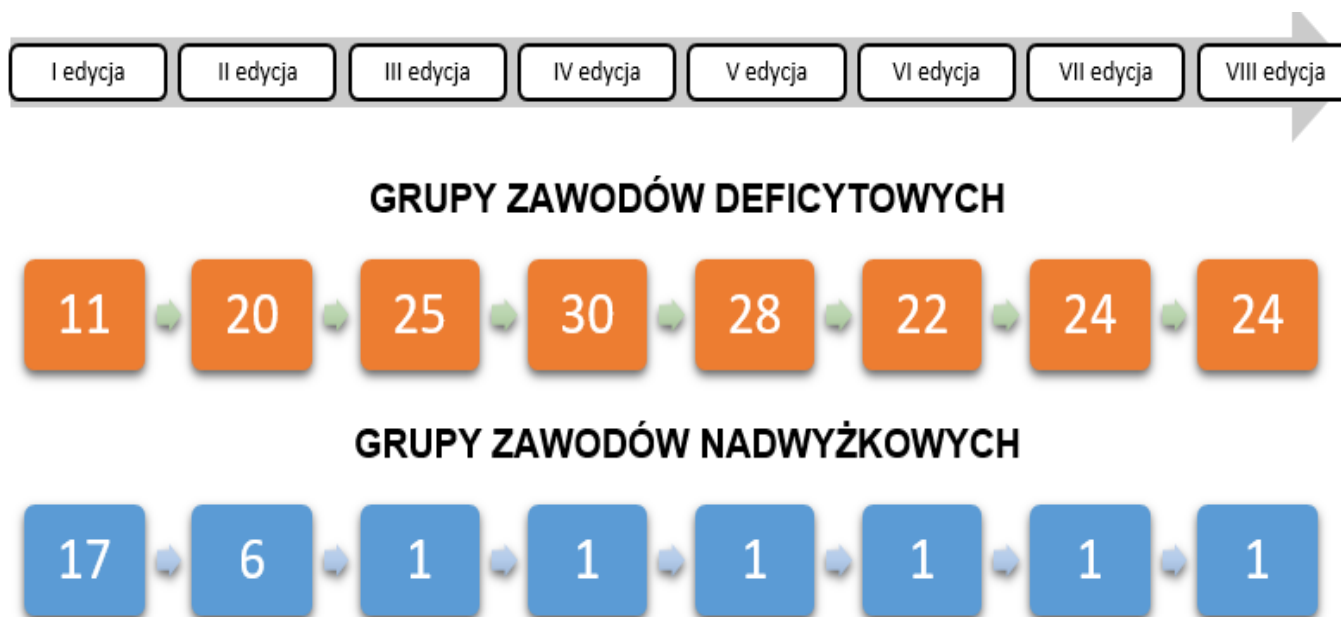 I edycja II edycja III edycja IV edycja V edycja VI edycja VII edycja VIII edycja
GRUPY ZAWODÓW DEFICYTOWYCH
11 20 25 30 28 22 24 24
GRUPY ZAWODÓW NADWYŻKOWYCH
17 6 1 1 1 1 1 1